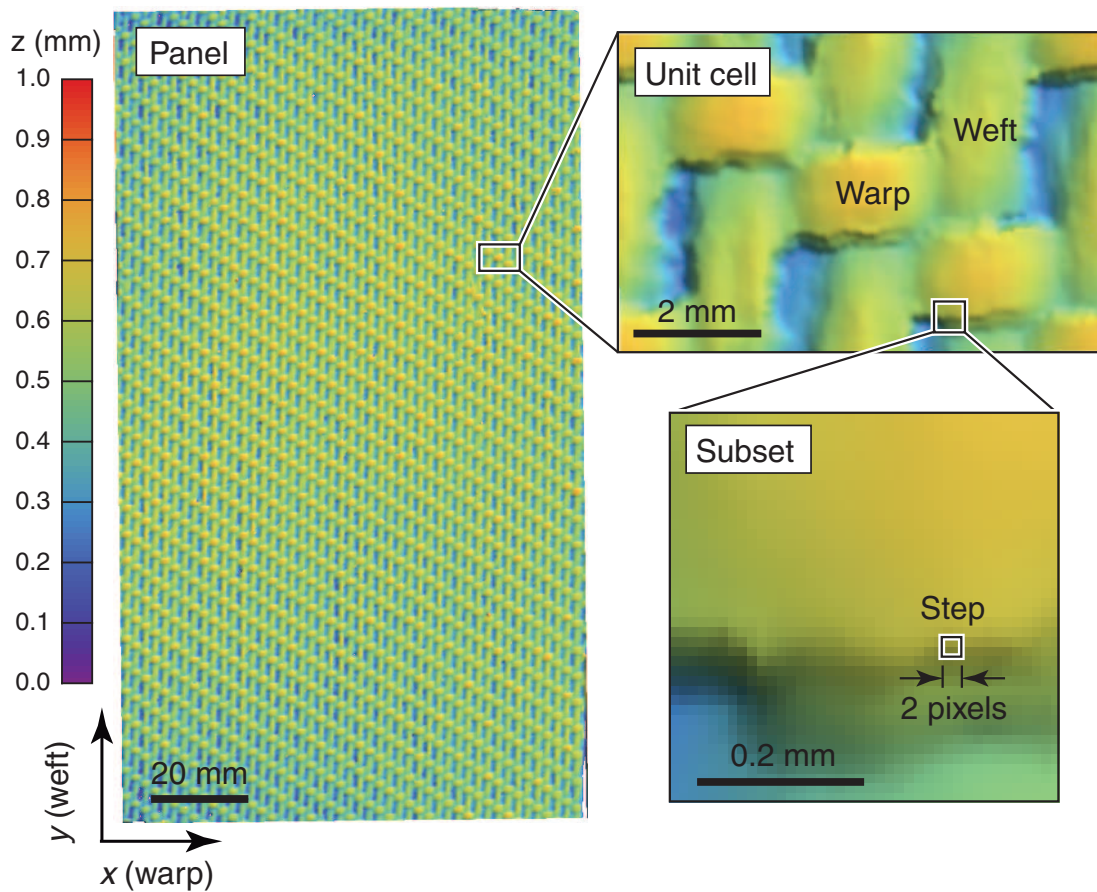 z (mm)
1.0
0.9
0.8
0.7
0.6
0.5
0.4
0.3
0.2
0.1
0.0
Panel
20 mm
y (weft)
x (warp)
Unit cell
Weft
Warp
2 mm
Subset
Step
2 pixels
0.2 mm